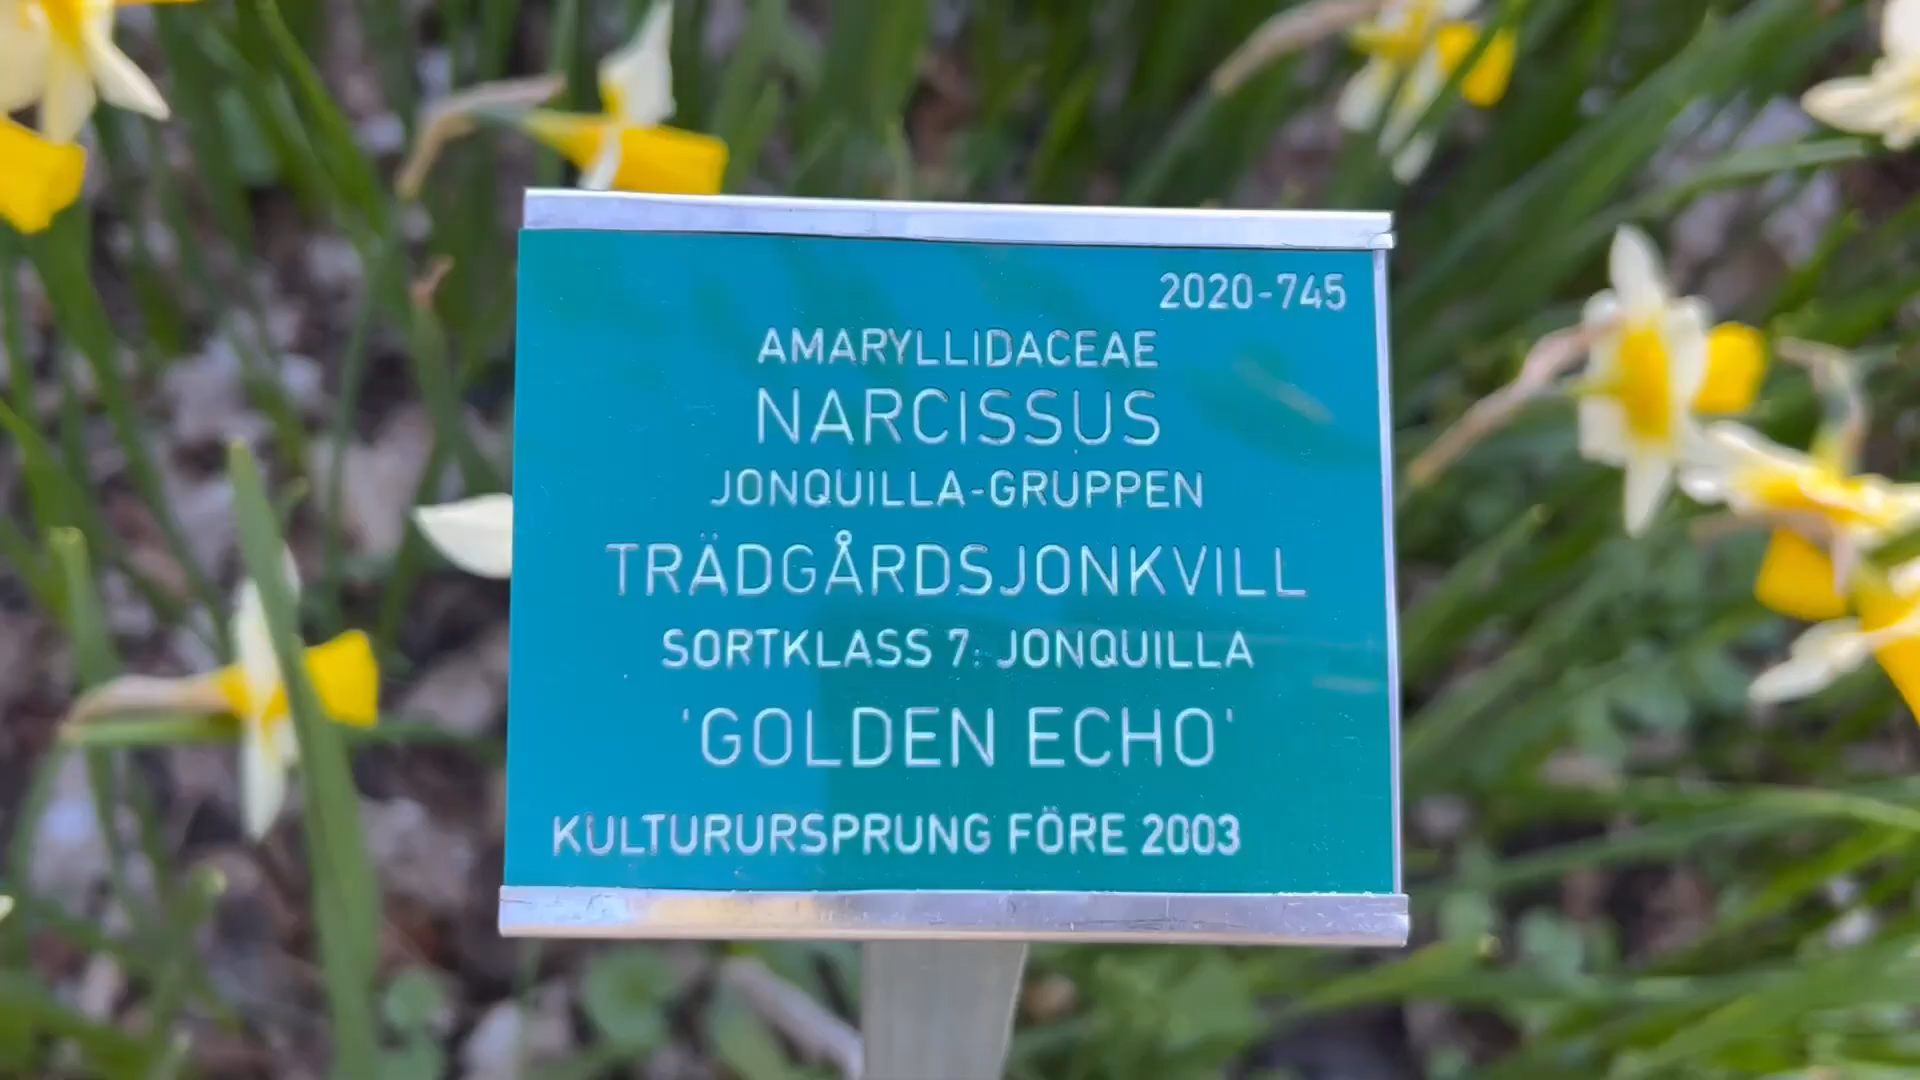 2020-745
AMARYLLIDACEAE
NARCISSUS
JONQUILLA-GRUPPEN
TRÄDGÅRDSJONKVILL
SORTKLASS 7: JONQUILLA
'GOLDEN ECHO'
KULTURURSPRUNG FÖRE 2003